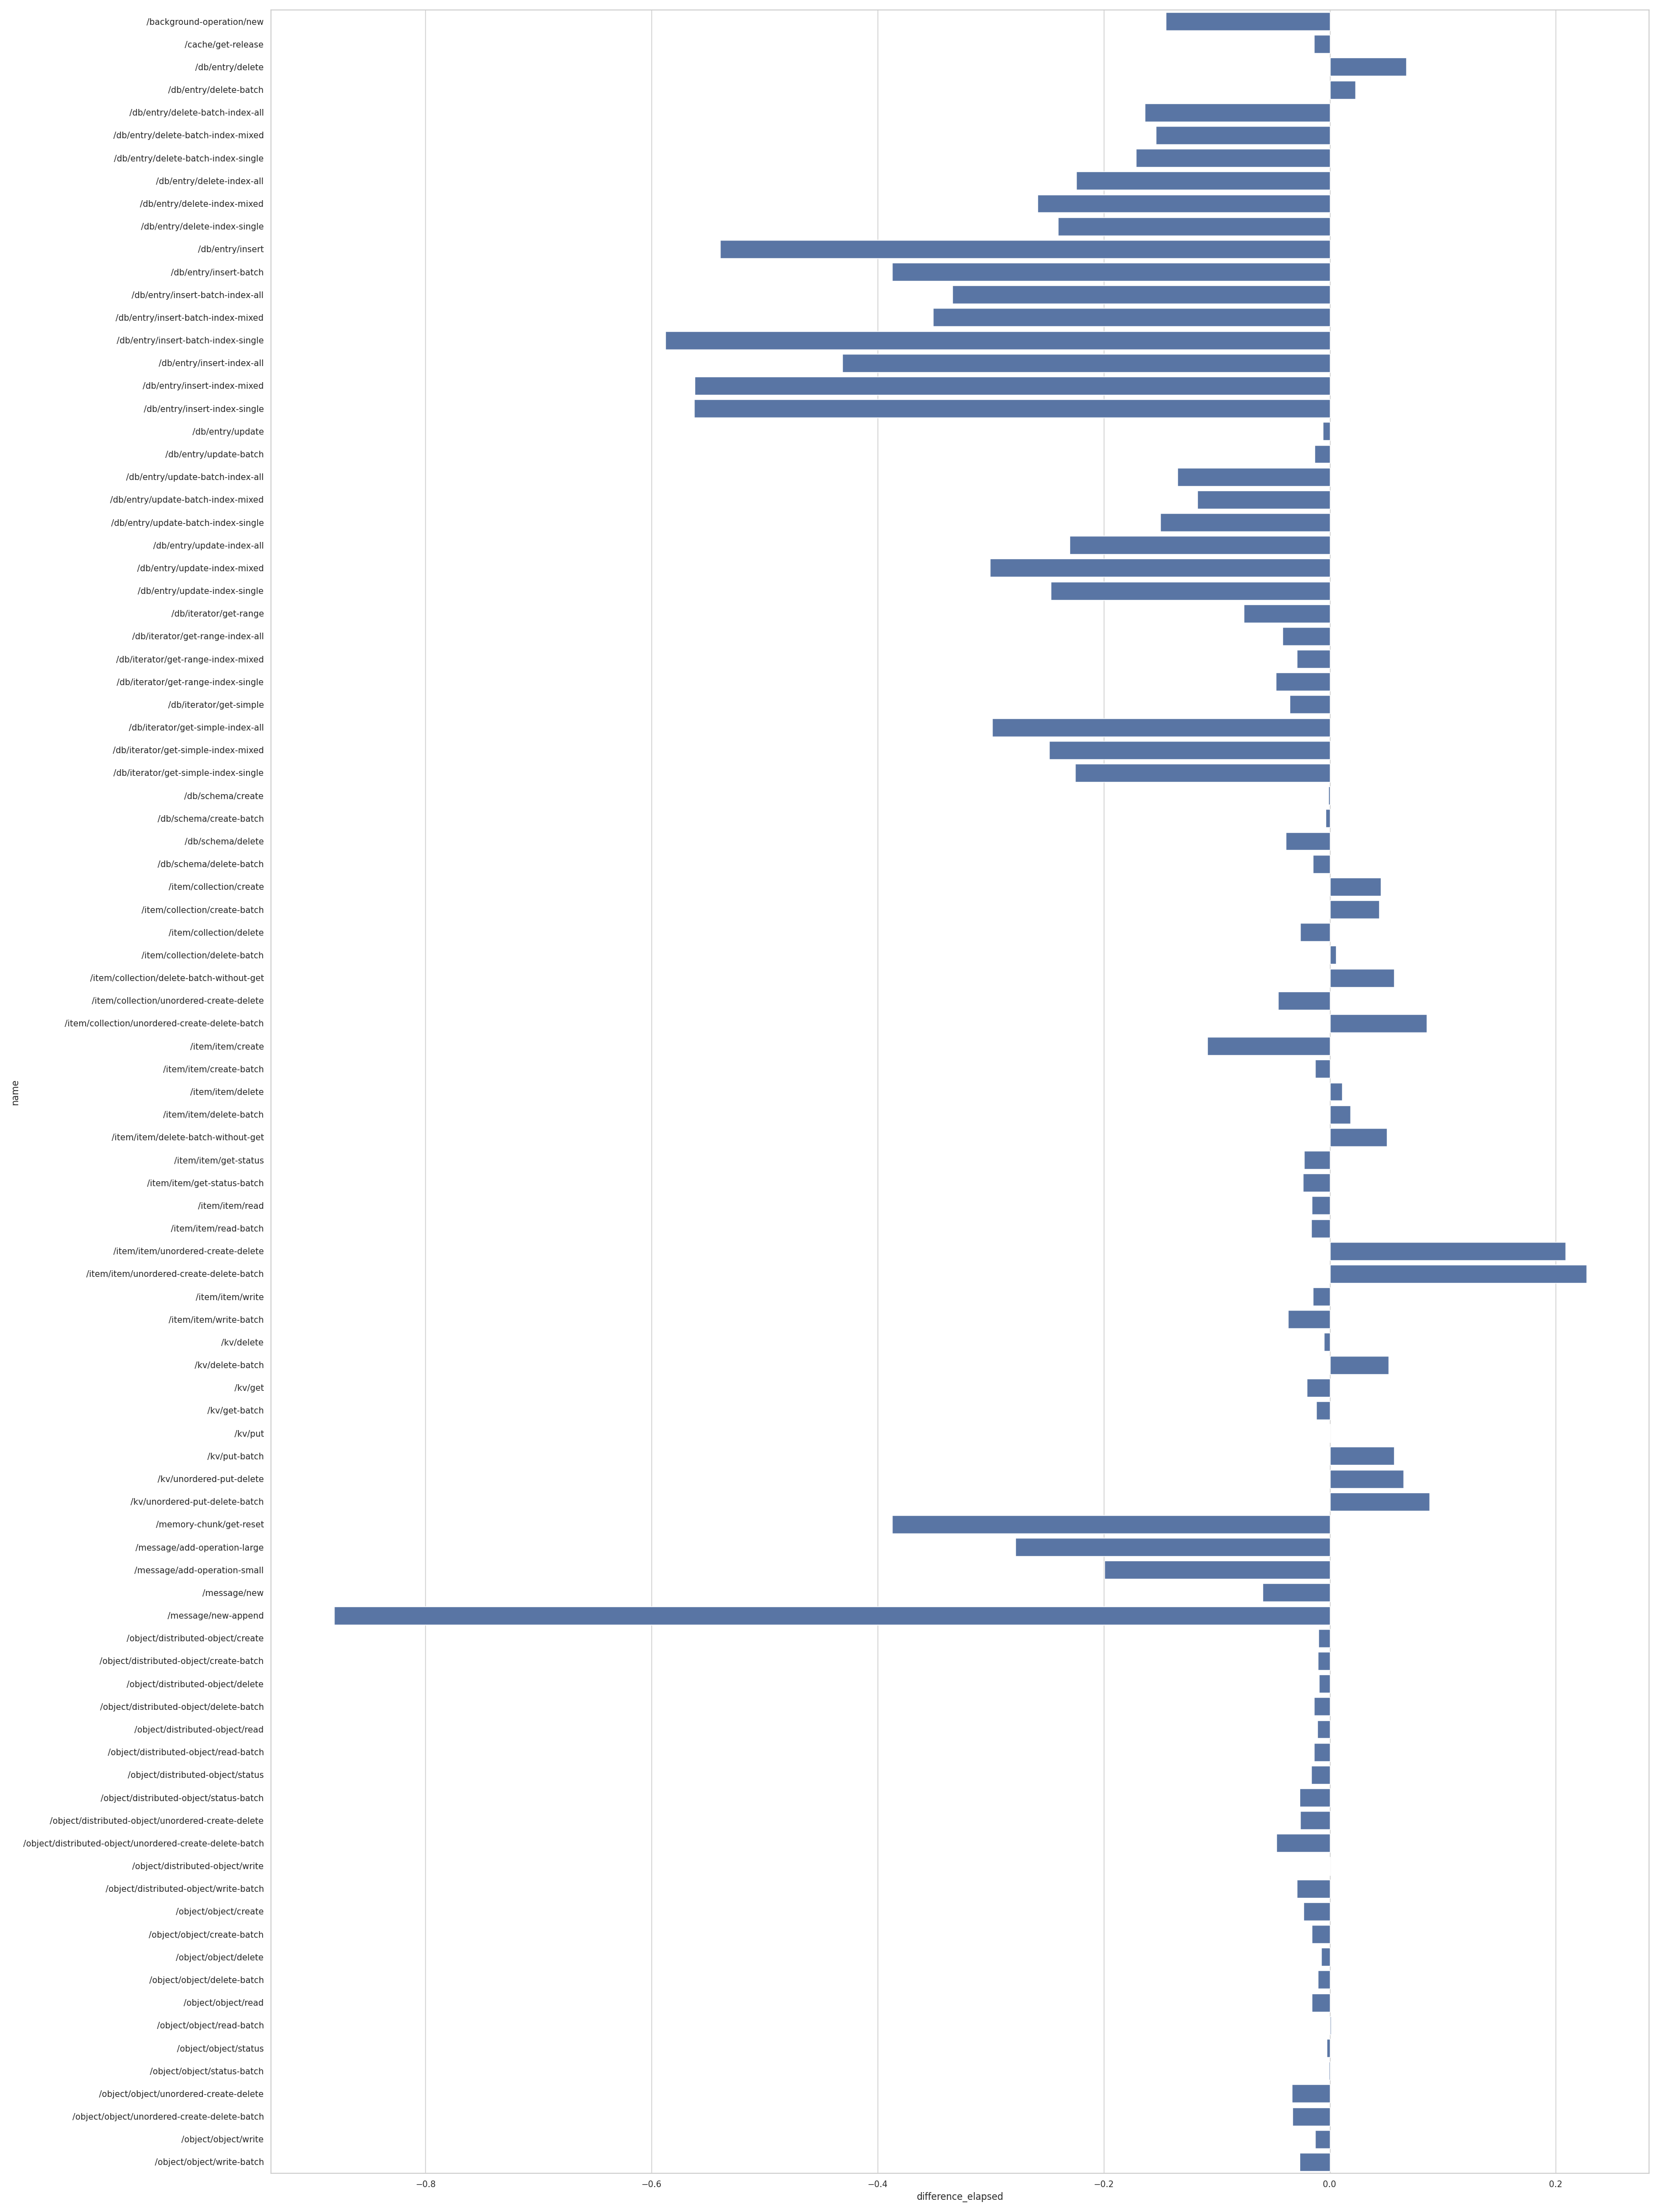 /background-operation/new
/cache/get-release
/db/entry/delete
/db/entry/delete-batch
/db/entry/delete-batch-index-all
/db/entry/delete-batch-index-mixed
/db/entry/delete-batch-index-single
/db/entry/delete-index-all
/db/entry/delete-index-mixed
/db/entry/delete-index-single
/db/entry/insert
/db/entry/insert-batch
/db/entry/insert-batch-index-all
/db/entry/insert-batch-index-mixed
/db/entry/insert-batch-index-single
/db/entry/insert-index-all
/db/entry/insert-index-mixed
/db/entry/insert-index-single
/db/entry/update
/db/entry/update-batch
/db/entry/update-batch-index-all
/db/entry/update-batch-index-mixed
/db/entry/update-batch-index-single
/db/entry/update-index-all
/db/entry/update-index-mixed
/db/entry/update-index-single
/db/iterator/get-range
/db/iterator/get-range-index-all
/db/iterator/get-range-index-mixed
/db/iterator/get-range-index-single
/db/iterator/get-simple
/db/iterator/get-simple-index-all
/db/iterator/get-simple-index-mixed
/db/iterator/get-simple-index-single
/db/schema/create
/db/schema/create-batch
/db/schema/delete
/db/schema/delete-batch
/item/collection/create
/item/collection/create-batch
/item/collection/delete
/item/collection/delete-batch
/item/collection/delete-batch-without-get
/item/collection/unordered-create-delete
/item/collection/unordered-create-delete-batch
/item/item/create
/item/item/create-batch
/item/item/delete
/item/item/delete-batch
/item/item/delete-batch-without-get
/item/item/get-status
/item/item/get-status-batch
/item/item/read
/item/item/read-batch
/item/item/unordered-create-delete
/item/item/unordered-create-delete-batch
/item/item/write
/item/item/write-batch
/kv/delete
/kv/delete-batch
/kv/get
/kv/get-batch
/kv/put
/kv/put-batch
/kv/unordered-put-delete
/kv/unordered-put-delete-batch
/memory-chunk/get-reset
/message/add-operation-large
/message/add-operation-small
/message/new
/message/new-append
/object/distributed-object/create
/object/distributed-object/create-batch
/object/distributed-object/delete
/object/distributed-object/delete-batch
/object/distributed-object/read
/object/distributed-object/read-batch
/object/distributed-object/status
/object/distributed-object/status-batch
/object/distributed-object/unordered-create-delete
/object/distributed-object/unordered-create-delete-batch
/object/distributed-object/write
/object/distributed-object/write-batch
/object/object/create
/object/object/create-batch
/object/object/delete
/object/object/delete-batch
/object/object/read
/object/object/read-batch
/object/object/status
/object/object/status-batch
/object/object/unordered-create-delete
/object/object/unordered-create-delete-batch
/object/object/write
/object/object/write-batch
name
−0.8 −0.6 −0.4 −0.2 0.0 0.2
difference_elapsed